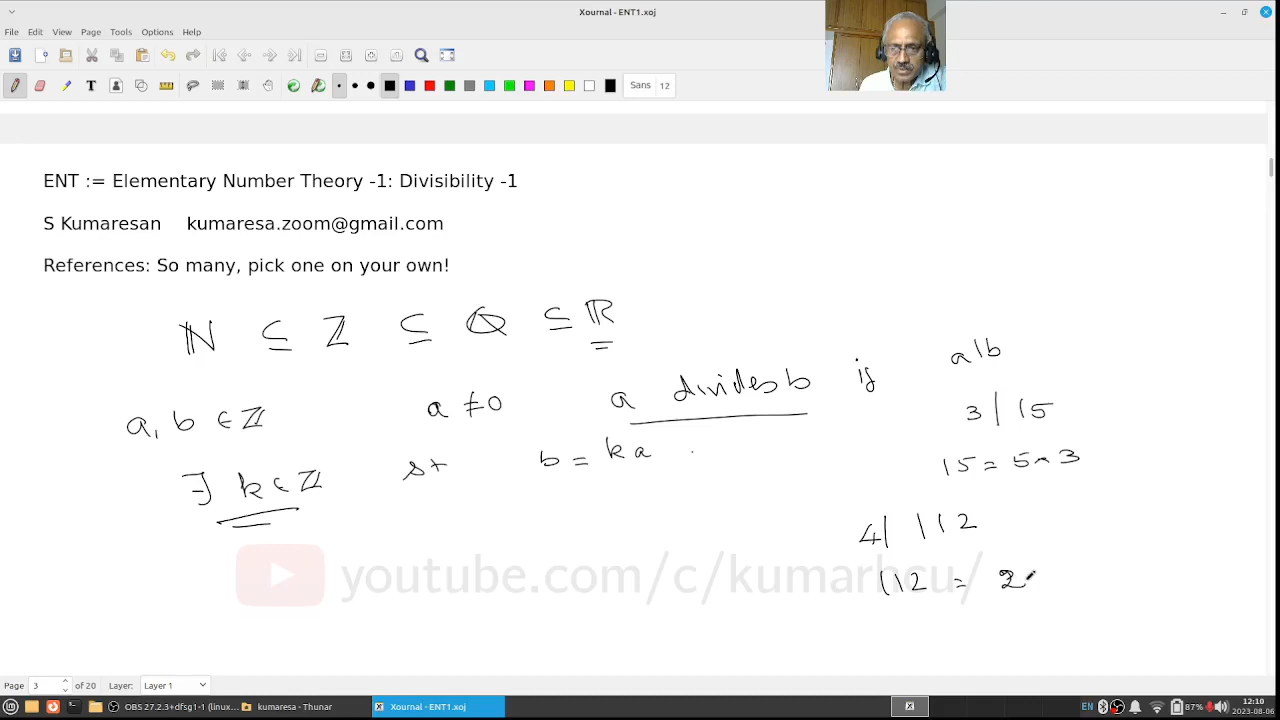 Xournal - ENT1.xoj
File Edit View Page Tools Options Help
T Sans 12
ENT := Elementary Number Theory -1: Divisibility -1
S Kumaresan kumaresa.zoom@gmail.com
References: So many, pick one on your own!
ℕ ⊆ ℤ ⊆ ℚ ⊆ ℝ
a, b ∈ ℤ a ≠ 0 a divides b if a|b
3 | 15
∃ k ∈ ℤ st b = ka .
15 = 5 × 3
4 | 112
112 = 2
youtube.com/c/kumarhcu/
Page 3 of 20 Layer: Layer 1
OBS 27.2.3+dfsg1-1 (linux... kumaresa - Thunar Xournal - ENT1.xoj EN 87% 12:10
2023-08-06